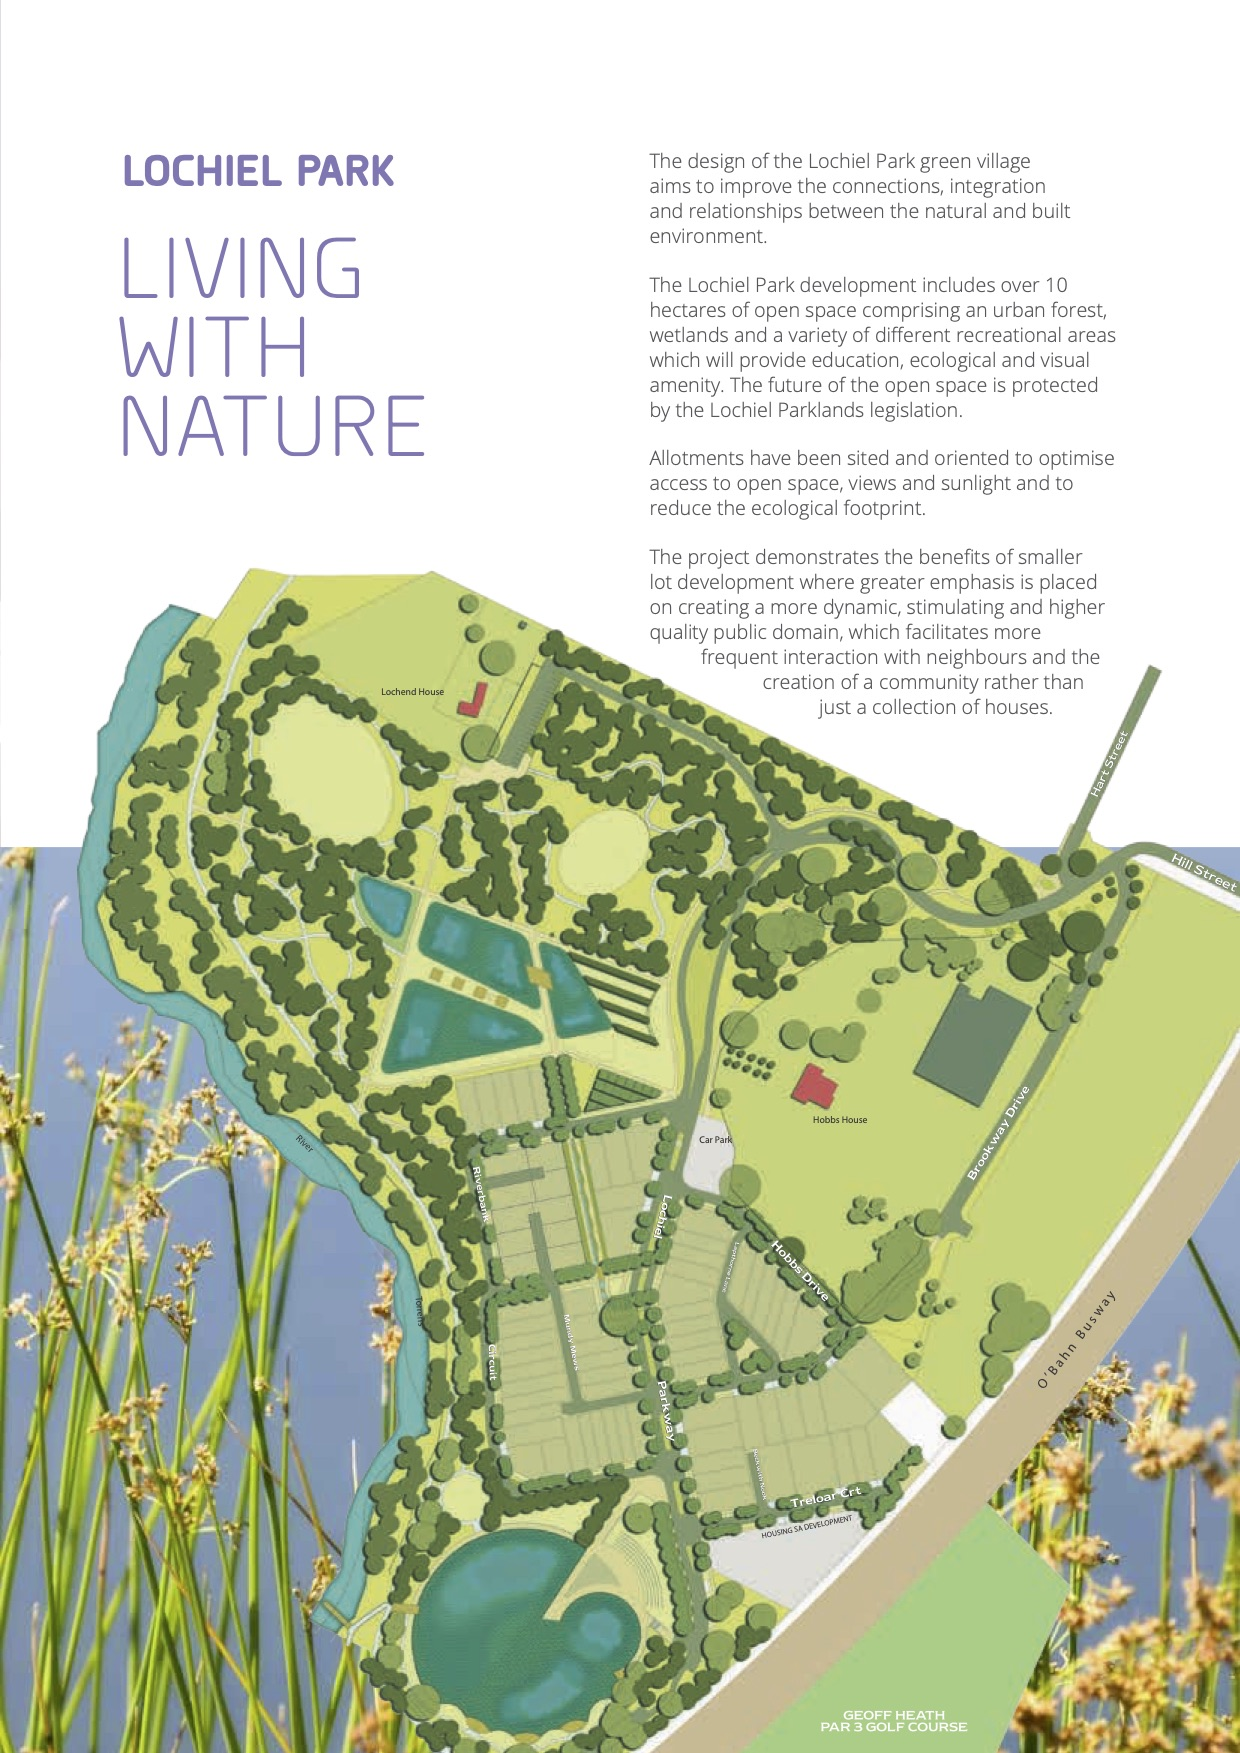 LOCHIEL PARK
LIVING
WITH
NATURE
The design of the Lochiel Park green village
aims to improve the connections, integration
and relationships between the natural and built
environment.
The Lochiel Park development includes over 10
hectares of open space comprising an urban forest,
wetlands and a variety of different recreational areas
which will provide education, ecological and visual
amenity. The future of the open space is protected
by the Lochiel Parklands legislation.
Allotments have been sited and oriented to optimise
access to open space, views and sunlight and to
reduce the ecological footprint.
The project demonstrates the benefits of smaller
lot development where greater emphasis is placed
on creating a more dynamic, stimulating and higher
quality public domain, which facilitates more
frequent interaction with neighbours and the
creation of a community rather than
just a collection of houses.
Lochend House
Hart Street
Hill Street
Hobbs House
Brookway Drive
Car Park
River
Torrens
Riverbank
Circuit
Lochiel
Parkway
Hobbs Drive
Mundy Mews
O'Bahn Busway
Treloar Crt
HOUSING SA DEVELOPMENT
GEOFF HEATH
PAR 3 GOLF COURSE